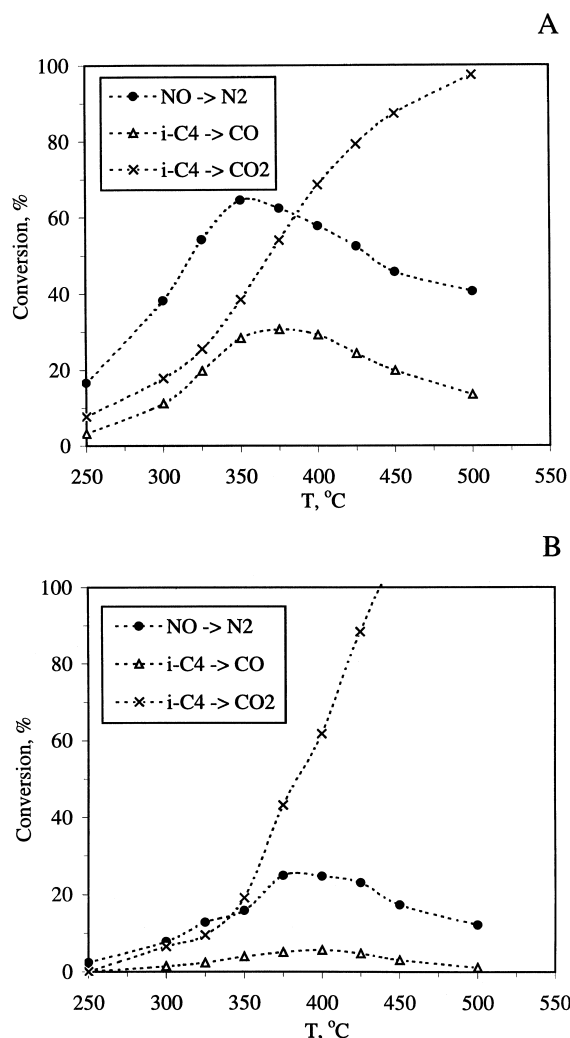 A
100
80
60
40
20
0
Conversion, %
NO -> N2
i-C4 -> CO
i-C4 -> CO2
250 300 350 400 450 500 550
T, °C
B
100
80
60
40
20
0
Conversion, %
NO -> N2
i-C4 -> CO
i-C4 -> CO2
250 300 350 400 450 500 550
T, °C